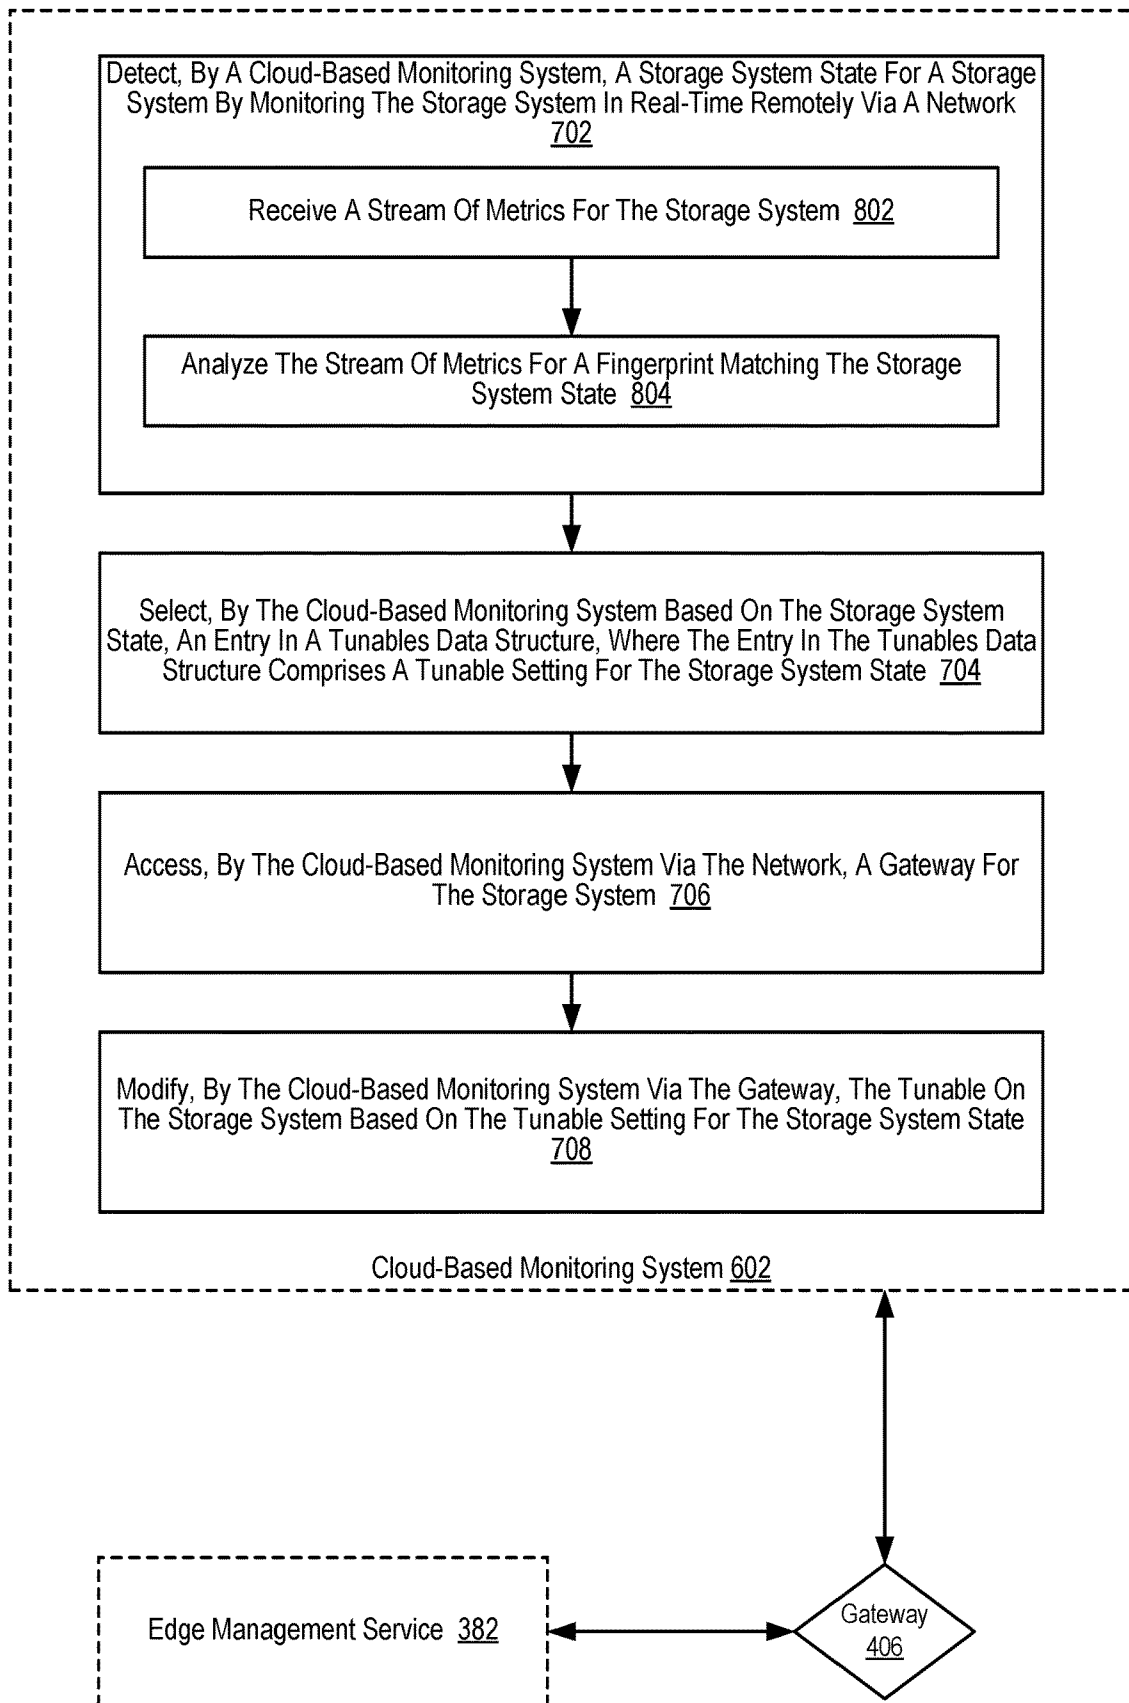 Detect, By A Cloud-Based Monitoring System, A Storage System State For A Storage
System By Monitoring The Storage System In Real-Time Remotely Via A Network
702
Receive A Stream Of Metrics For The Storage System 802
Analyze The Stream Of Metrics For A Fingerprint Matching The Storage
System State 804
Select, By The Cloud-Based Monitoring System Based On The Storage System
State, An Entry In A Tunables Data Structure, Where The Entry In The Tunables Data
Structure Comprises A Tunable Setting For The Storage System State 704
Access, By The Cloud-Based Monitoring System Via The Network, A Gateway For
The Storage System 706
Modify, By The Cloud-Based Monitoring System Via The Gateway, The Tunable On
The Storage System Based On The Tunable Setting For The Storage System State
708
Cloud-Based Monitoring System 602
Edge Management Service 382
Gateway
406